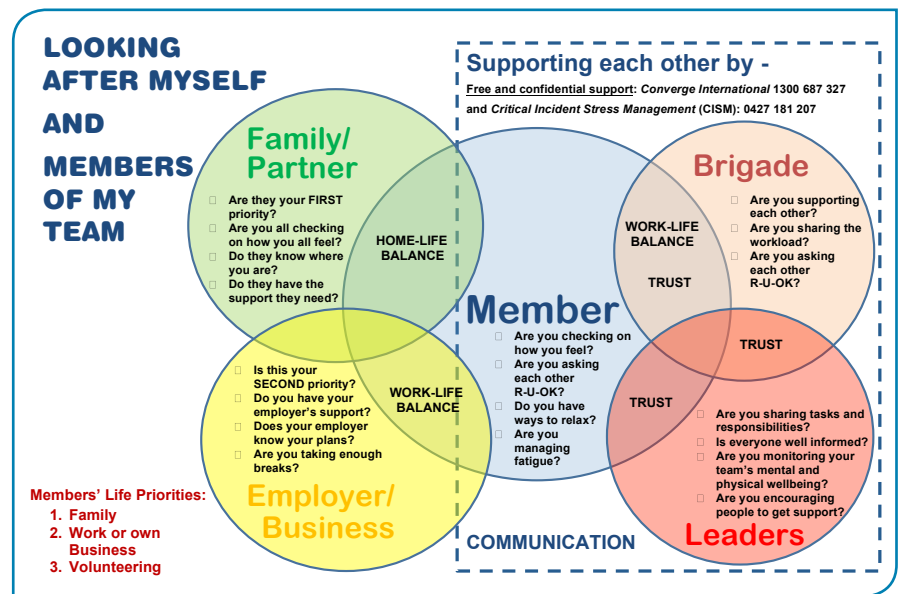 LOOKING
AFTER MYSELF
AND
MEMBERS
OF MY
TEAM
Supporting each other by -
Free and confidential support: Converge International 1300 687 327
and Critical Incident Stress Management (CISM): 0427 181 207
Family/
Partner
Are they your FIRST
priority?
Are you all checking
on how you all feel?
Do they know where
you are?
Do they have the
support they need?
HOME-LIFE
BALANCE
Brigade
Are you supporting
each other?
Are you sharing the
workload?
Are you asking
each other
R-U-OK?
WORK-LIFE
BALANCE
TRUST
Member
Are you checking on
how you feel?
Are you asking
each other
R-U-OK?
Do you have
ways to relax?
Are you
managing
fatigue?
TRUST
TRUST
Is this your
SECOND priority?
Do you have your
employer's support?
Does your employer
know your plans?
Are you taking enough
breaks?
WORK-LIFE
BALANCE
Employer/
Business
Are you sharing tasks and
responsibilities?
Is everyone well informed?
Are you monitoring your
team's mental and
physical wellbeing?
Are you encouraging
people to get support?
Leaders
Members' Life Priorities:
1. Family
2. Work or own
Business
3. Volunteering
COMMUNICATION